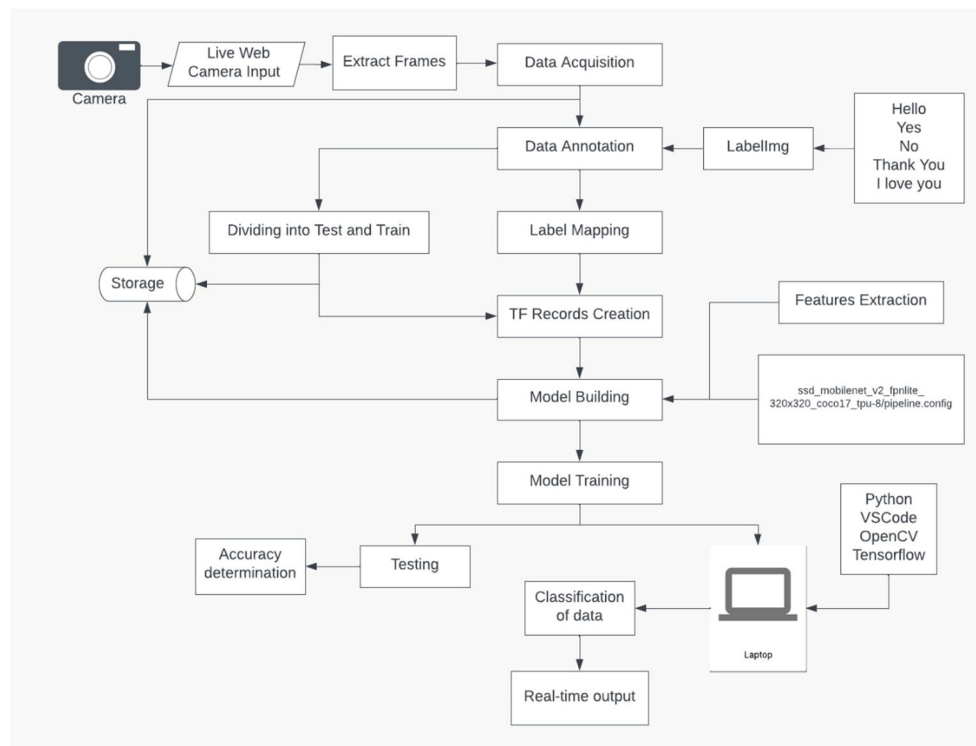 Live Web
Camera Input
Extract Frames
Data Acquisition
Camera
Hello
Yes
No
Thank You
I love you
Data Annotation
LabelImg
Dividing into Test and Train
Label Mapping
Storage
Features Extraction
TF Records Creation
ssd_mobilenet_v2_fpnlite_
320x320_coco17_tpu-8/pipeline.config
Model Building
Model Training
Python
VSCode
OpenCV
Tensorflow
Accuracy
determination
Testing
Classification
of data
Laptop
Real-time output